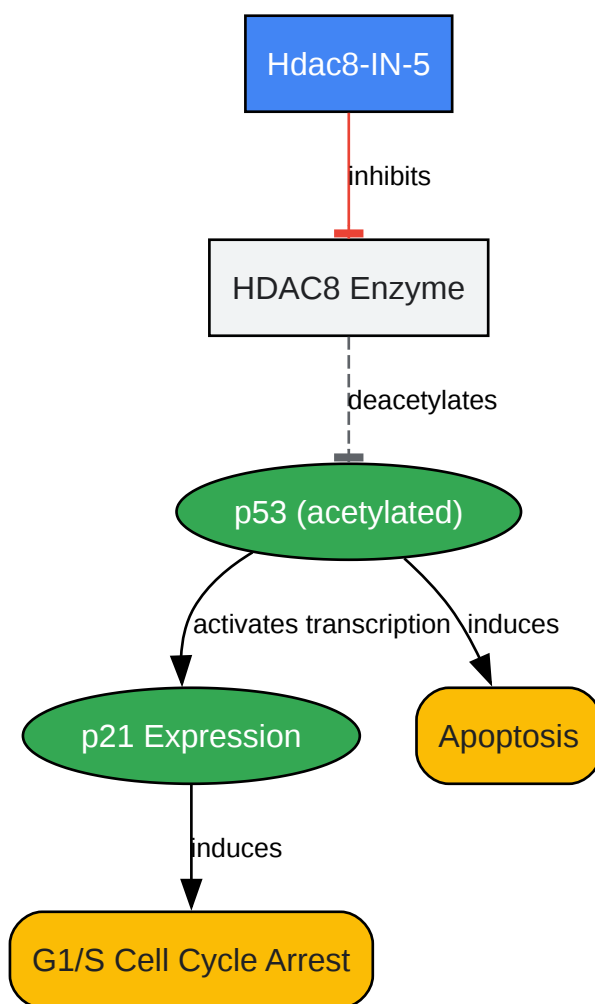 Hdac8-IN-5
inhibits
HDAC8 Enzyme
deacetylates
p53 (acetylated)
activates transcription
induces
p21 Expression
Apoptosis
induces
G1/S Cell Cycle Arrest